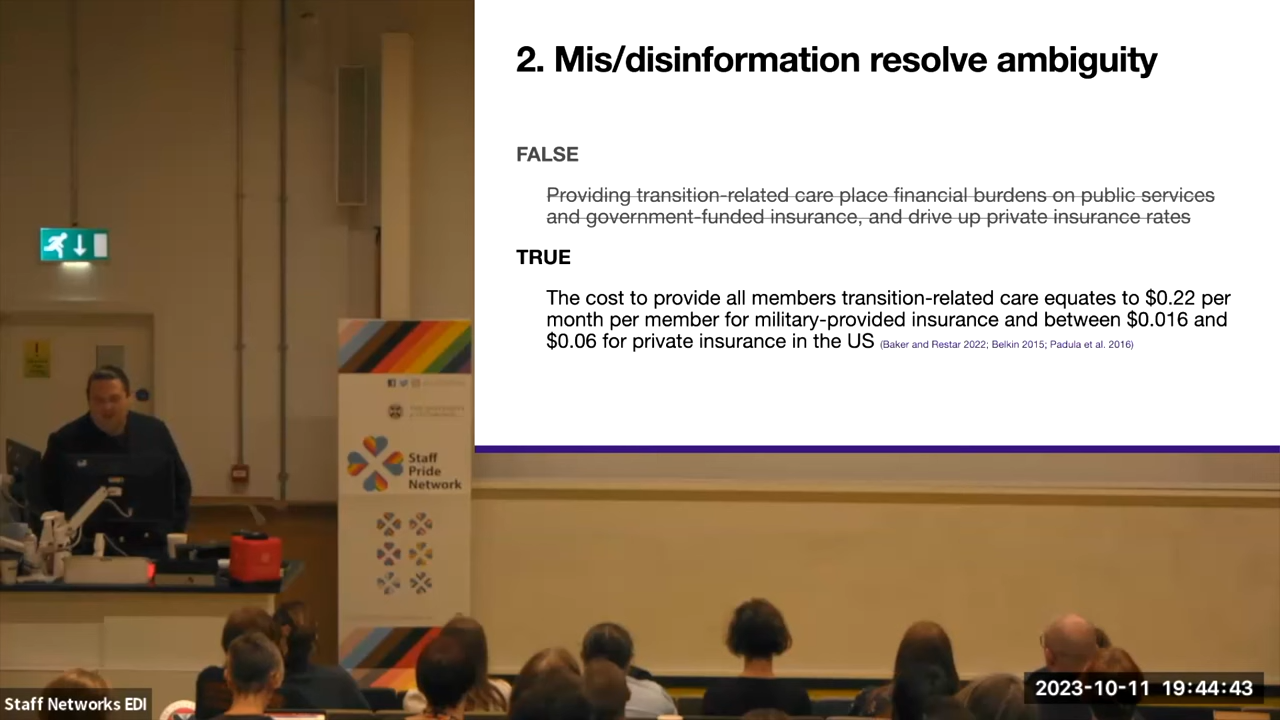 2. Mis/disinformation resolve ambiguity
FALSE
Providing transition-related care place financial burdens on public services
and government-funded insurance, and drive up private insurance rates
TRUE
The cost to provide all members transition-related care equates to $0.22 per
month per member for military-provided insurance and between $0.016 and
$0.06 for private insurance in the US (Baker and Restar 2022; Belkin 2015; Padula et al. 2016)
Staff
Pride
Network
Staff Networks EDI
2023-10-11 19:44:43